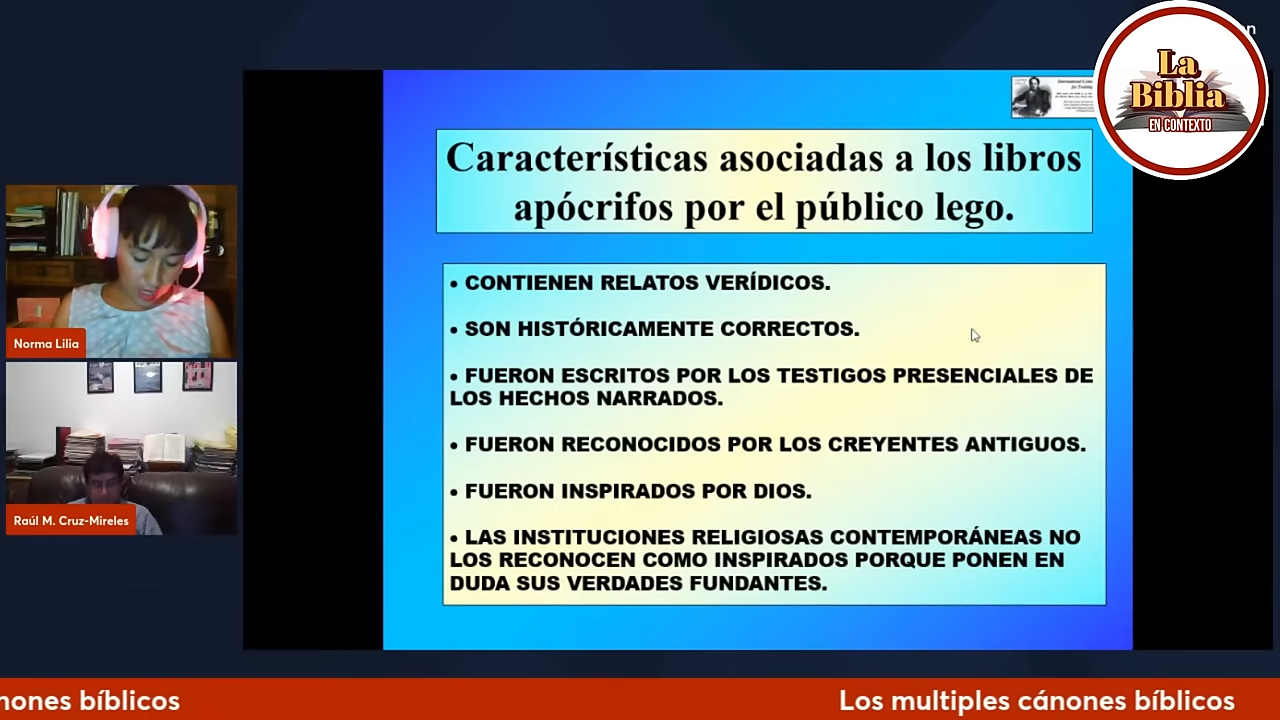 La
Biblia
EN CONTEXTO
Características asociadas a los libros
apócrifos por el público lego.
• CONTIENEN RELATOS VERÍDICOS.
• SON HISTÓRICAMENTE CORRECTOS.
• FUERON ESCRITOS POR LOS TESTIGOS PRESENCIALES DE
LOS HECHOS NARRADOS.
• FUERON RECONOCIDOS POR LOS CREYENTES ANTIGUOS.
• FUERON INSPIRADOS POR DIOS.
• LAS INSTITUCIONES RELIGIOSAS CONTEMPORÁNEAS NO
LOS RECONOCEN COMO INSPIRADOS PORQUE PONEN EN
DUDA SUS VERDADES FUNDANTES.
Norma Lilia
Raúl M. Cruz-Mireles
nones bíblicos
Los multiples cánones bíblicos